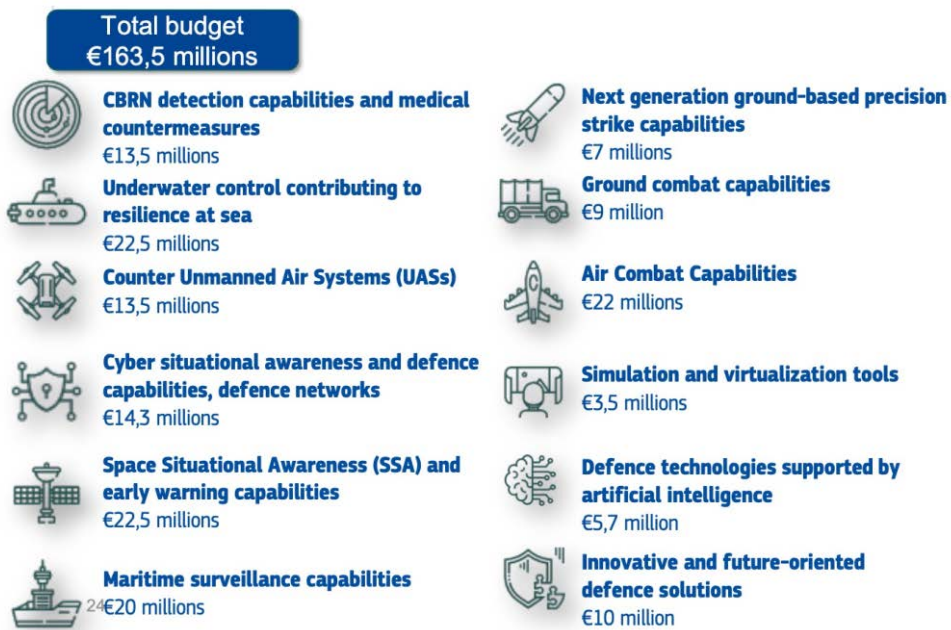 Total budget
€163,5 millions
CBRN detection capabilities and medical
countermeasures
€13,5 millions
Underwater control contributing to
resilience at sea
€22,5 millions
Counter Unmanned Air Systems (UASs)
€13,5 millions
Cyber situational awareness and defence
capabilities, defence networks
€14,3 millions
Space Situational Awareness (SSA) and
early warning capabilities
€22,5 millions
Maritime surveillance capabilities
24
€20 millions
Next generation ground-based precision
strike capabilities
€7 millions
Ground combat capabilities
€9 million
Air Combat Capabilities
€22 millions
C
Simulation and virtualization tools
€3,5 millions
Defence technologies supported by
artificial intelligence
€5,7 million
Innovative and future-oriented
defence solutions
€10 million